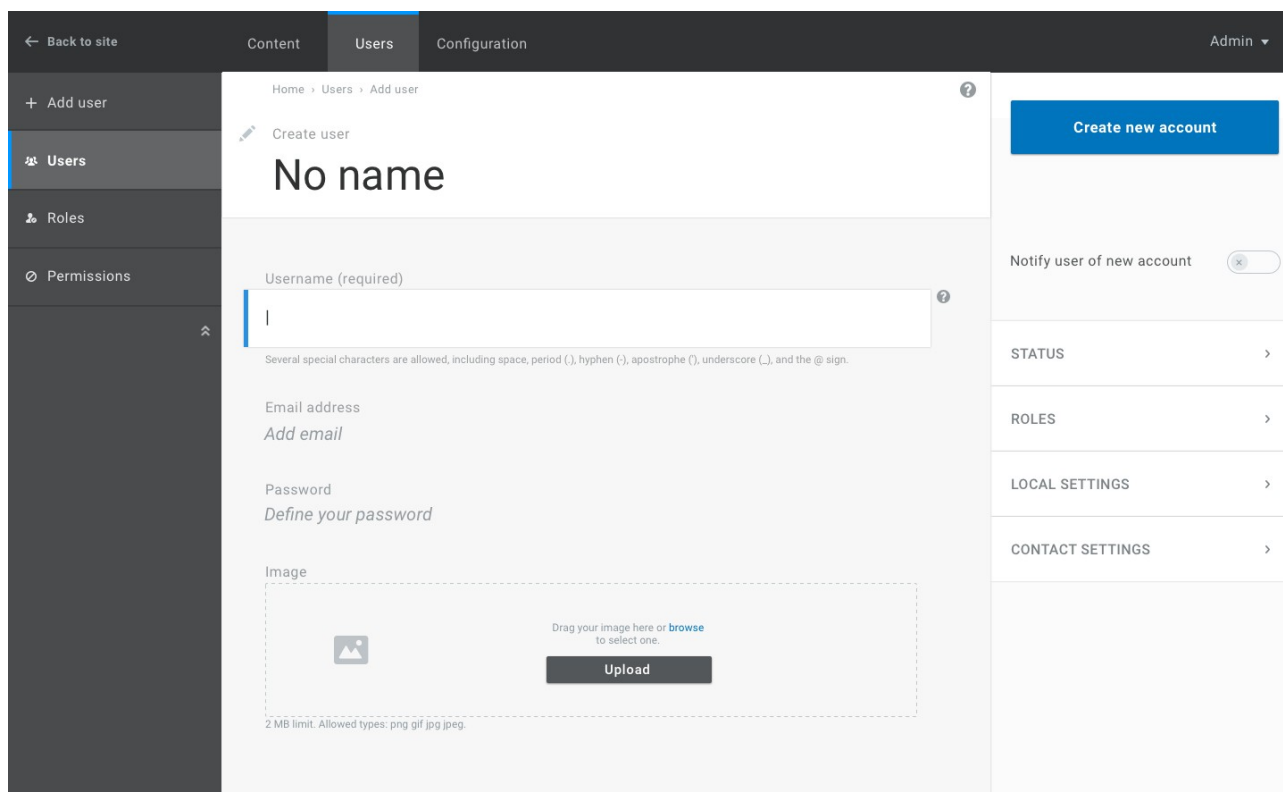 ← Back to site
Content
Users
Configuration
Admin
+ Add user
Users
Roles
Permissions
Home › Users › Add user
Create user
No name
Username (required)
Several special characters are allowed, including space, period (.), hyphen (-), apostrophe ('), underscore (_), and the @ sign.
Email address
Add email
Password
Define your password
Image
Drag your image here or browse
to select one.
Upload
2 MB limit. Allowed types: png gif jpg jpeg.
Create new account
Notify user of new account
STATUS
ROLES
LOCAL SETTINGS
CONTACT SETTINGS